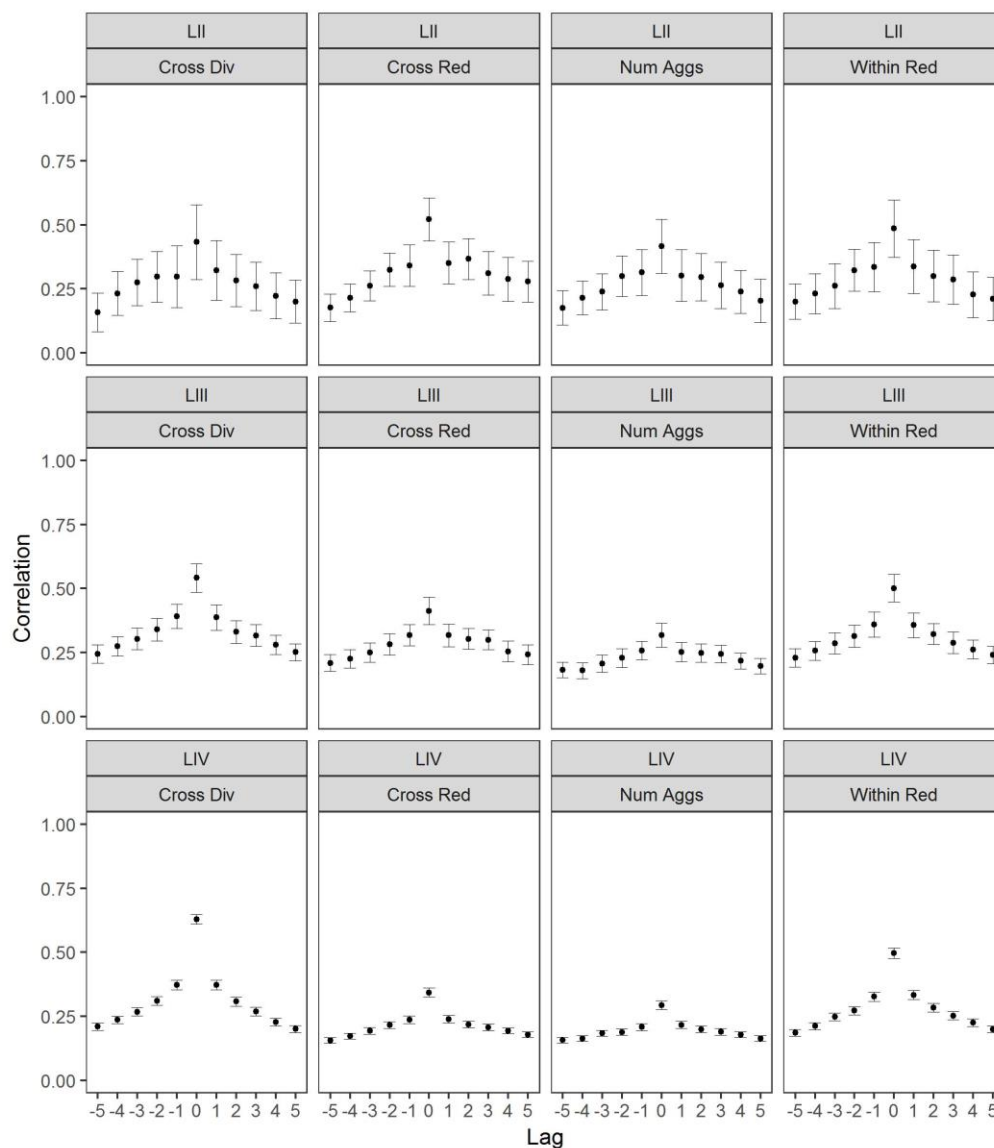 LII LII LII LII
Cross Div Cross Red Num Aggs Within Red
1.00
0.75
0.50
0.25
0.00
LIII LIII LIII LIII
Cross Div Cross Red Num Aggs Within Red
1.00
0.75
0.50
0.25
0.00
Correlation
LIV LIV LIV LIV
Cross Div Cross Red Num Aggs Within Red
1.00
0.75
0.50
0.25
0.00
-5 -4 -3 -2 -1 0 1 2 3 4 5 -5 -4 -3 -2 -1 0 1 2 3 4 5 -5 -4 -3 -2 -1 0 1 2 3 4 5 -5 -4 -3 -2 -1 0 1 2 3 4 5
Lag